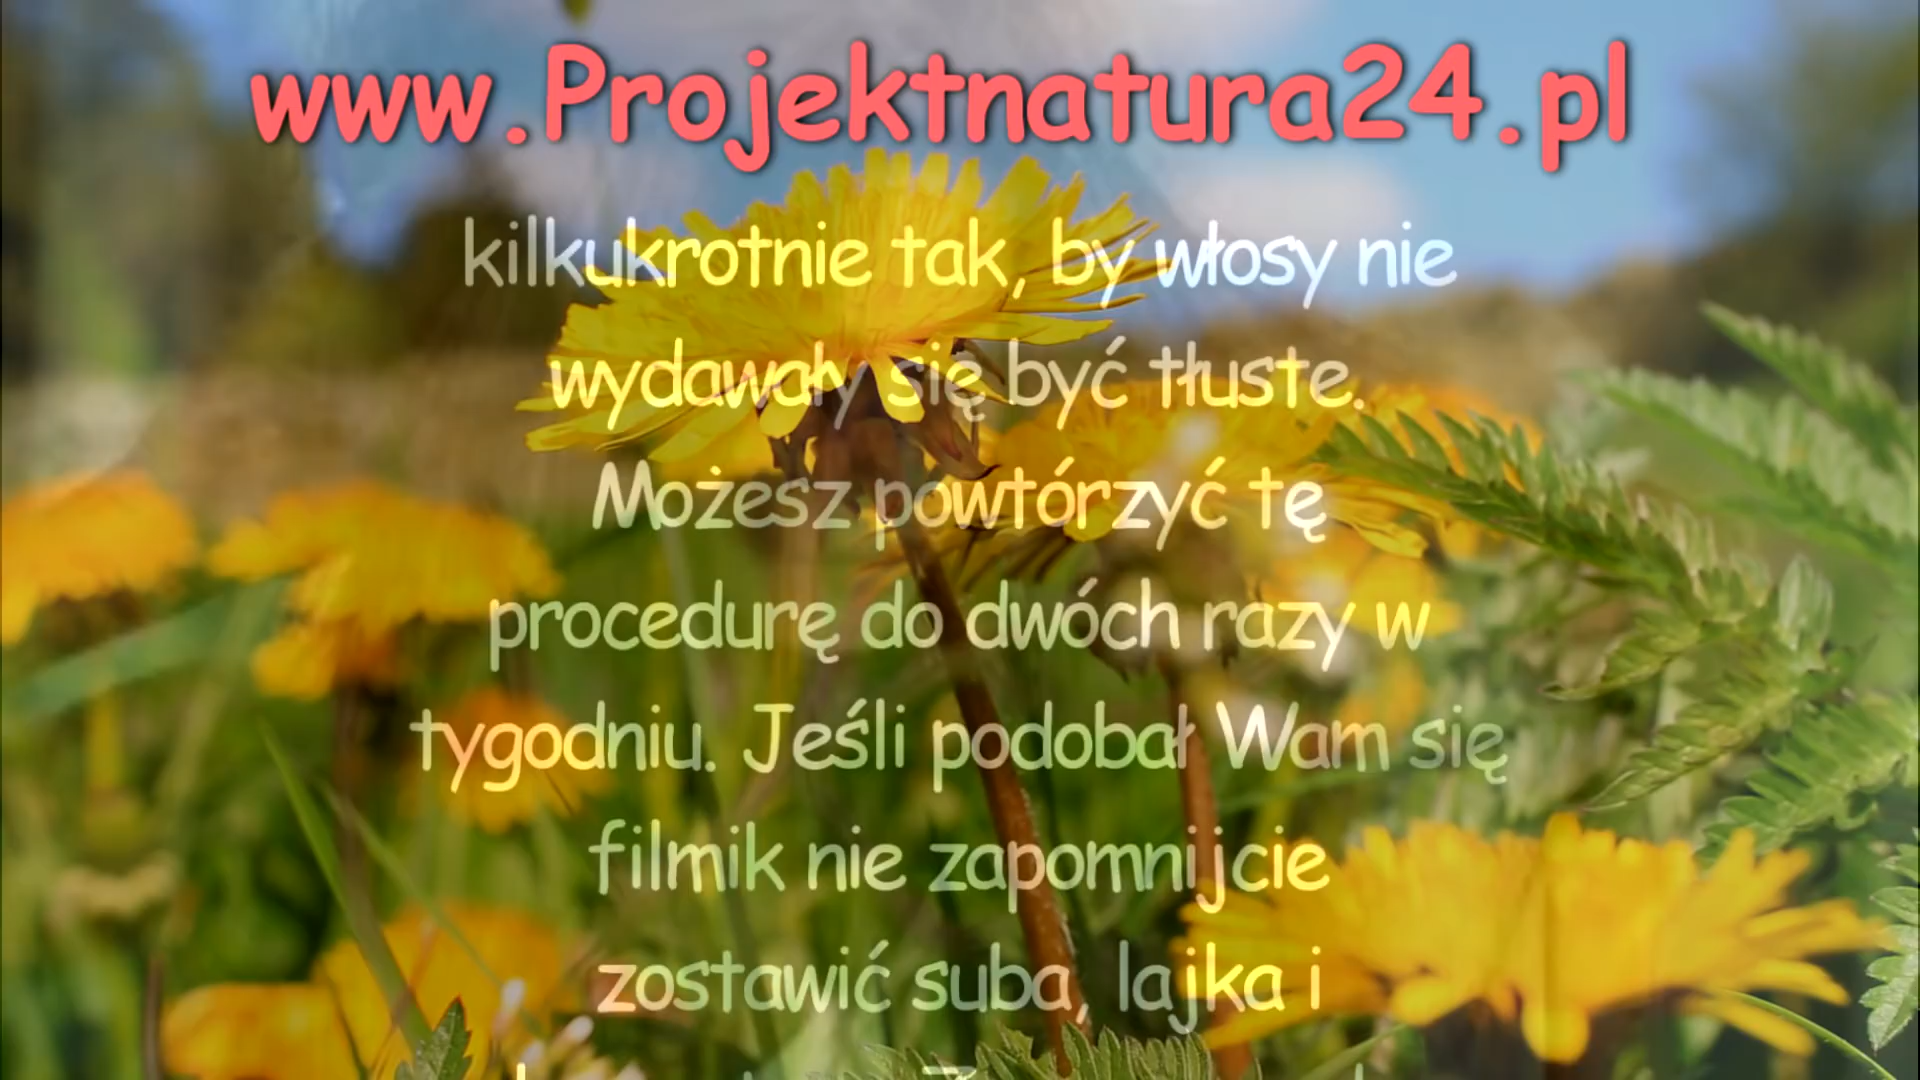 www.Projektnatura24.pl
kilkukrotnie tak, by włosy nie
wydawały się być tłuste.
Możesz powtórzyć tę
procedurę do dwóch razy w
tygodniu. Jeśli podobał Wam się
filmik nie zapomnijcie
zostawić suba, lajka i